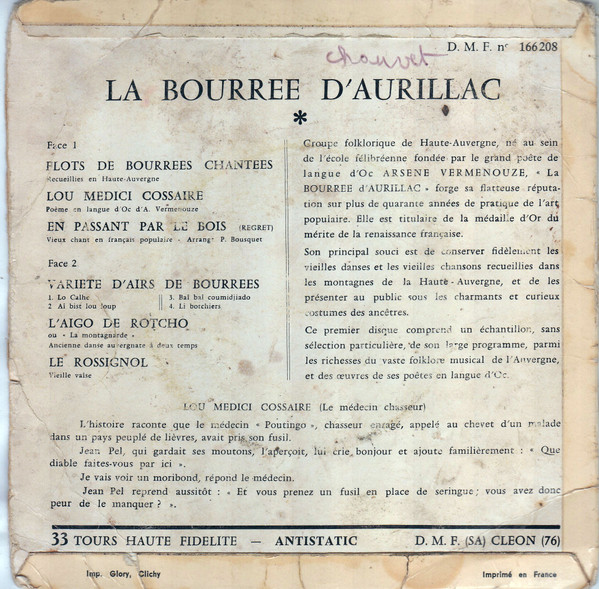 D. M. F. n° 166208
chauvet
LA BOURREE D'AURILLAC
*
Face 1
FLOTS DE BOURREES CHANTEES
Recueillies en Haute-Auvergne
LOU MEDICI COSSAIRE
Poème en langue d'Oc d'A. Vermenouze
EN PASSANT PAR LE BOIS (REGRET)
Vieux chant en français populaire - Arrangt P. Bousquet
Face 2
VARIETE D'AIRS DE BOURREES
1. Lo Calhe 3. Bal bal coumidjiado
2 Ai bist lou loup 4. Li botchiers
L'AIGO DE ROTCHO
ou « La montagnarde »
Ancienne danse auvergnate à deux temps
LE ROSSIGNOL
Vieille valse
Groupe folklorique de Haute-Auvergne, né au sein
de l'école félibréenne fondée par le grand poète de
langue d'Oc ARSENE VERMENOUZE, « LA
BOURREE d'AURILLAC » forge sa flatteuse réputa-
tion sur plus de quarante années de pratique de l'art
populaire. Elle est titulaire de la médaille d'Or du
mérite de la renaissance française.
Son principal souci est de conserver fidèlement les
vieilles danses et les vieilles chansons recueillies dans
les montagnes de la Haute-Auvergne, et de les
présenter au public sous les charmants et curieux
costumes des ancêtres.
Ce premier disque comprend un échantillon, sans
sélection particulière, de son large programme, parmi
les richesses du vaste folklore musical de l'Auvergne,
et des œuvres de ses poètes en langue d'Oc.
LOU MEDICI COSSAIRE (Le médecin chasseur)
L'histoire raconte que le médecin « Poutingo », chasseur enragé, appelé au chevet d'un malade
dans un pays peuplé de lièvres, avait pris son fusil.
Jean Pel, qui gardait ses moutons, l'aperçoit, lui crie bonjour et ajoute familièrement : « Que
diable faites-vous par ici ».
Je vais voir un moribond, répond le médecin.
Jean Pel reprend aussitôt : « Et vous prenez un fusil en place de seringue ; vous avez donc
peur de le manquer ? ».
33 TOURS HAUTE FIDELITE — ANTISTATIC D. M. F. (SA) CLEON (76)
Imp. Glory, Clichy Imprimé en France